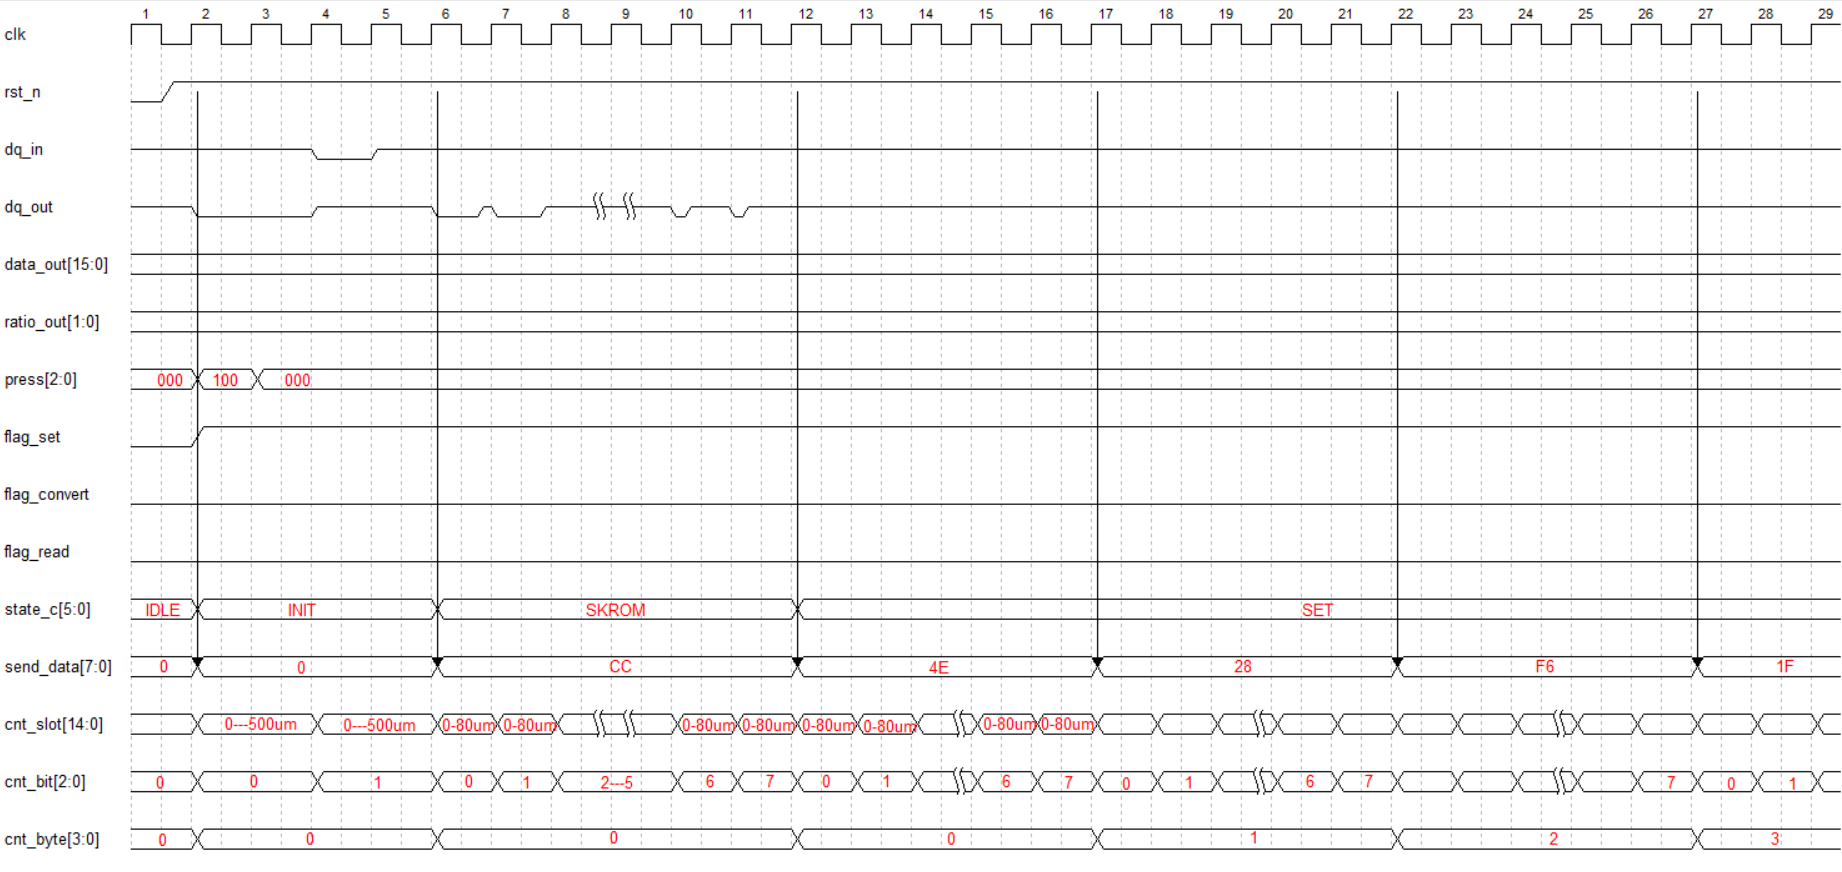 1 2 3 4 5 6 7 8 9 10 11 12 13 14 15 16 17 18 19 20 21 22 23 24 25 26 27 28 29
clk
rst_n
dq_in
dq_out
data_out[15:0]
ratio_out[1:0]
press[2:0] 000 100 000
flag_set
flag_convert
flag_read
state_c[5:0] IDLE INIT SKROM SET
send_data[7:0] 0 0 CC 4E 28 F6 1F
cnt_slot[14:0] 0---500um 0---500um 0-80um 0-80um 0-80um 0-80um 0-80um 0-80um 0-80um 0-80um
cnt_bit[2:0] 0 0 1 0 1 2---5 6 7 0 1 6 7 0 1 6 7 7 0 1
cnt_byte[3:0] 0 0 0 0 1 2 3